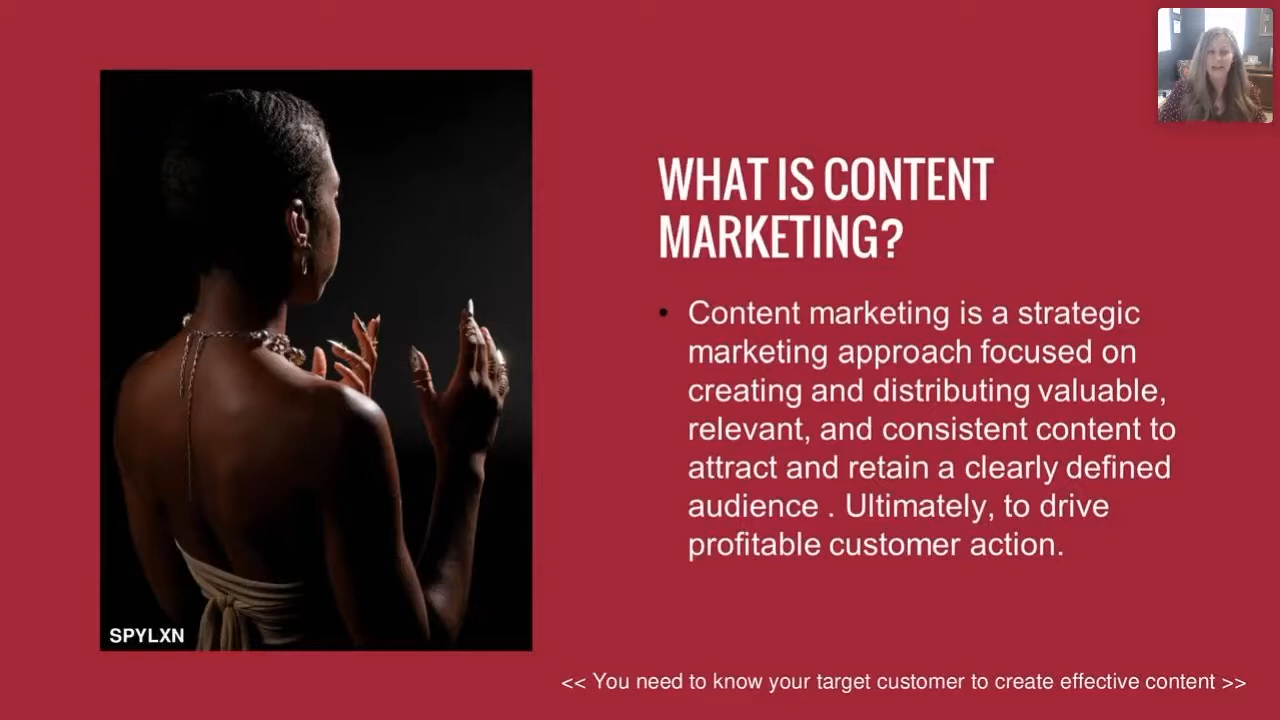 WHAT IS CONTENT
MARKETING?
• Content marketing is a strategic
marketing approach focused on
creating and distributing valuable,
relevant, and consistent content to
attract and retain a clearly defined
audience . Ultimately, to drive
profitable customer action.
SPYLXN
<< You need to know your target customer to create effective content >>